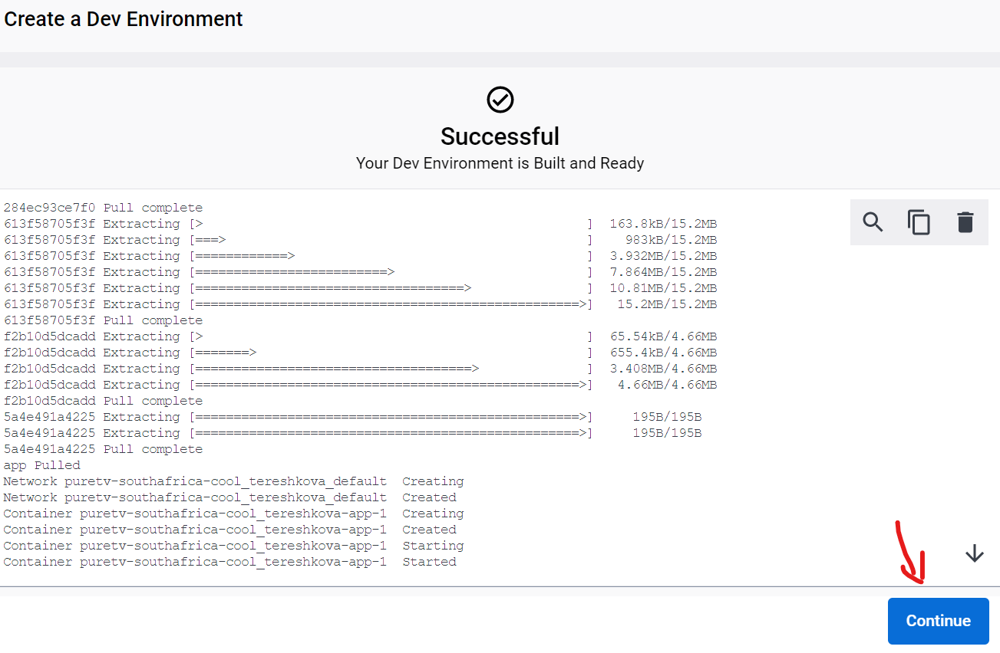 Create a Dev Environment
Successful
Your Dev Environment is Built and Ready
284ec93ce7f0 Pull complete
613f58705f3f Extracting [>                                                  ]  163.8kB/15.2MB
613f58705f3f Extracting [===>                                               ]    983kB/15.2MB
613f58705f3f Extracting [============>                                      ]  3.932MB/15.2MB
613f58705f3f Extracting [=========================>                         ]  7.864MB/15.2MB
613f58705f3f Extracting [===================================>               ]  10.81MB/15.2MB
613f58705f3f Extracting [==================================================>]   15.2MB/15.2MB
613f58705f3f Pull complete
f2b10d5dcadd Extracting [>                                                  ]  65.54kB/4.66MB
f2b10d5dcadd Extracting [=======>                                           ]  655.4kB/4.66MB
f2b10d5dcadd Extracting [====================================>              ]  3.408MB/4.66MB
f2b10d5dcadd Extracting [==================================================>]   4.66MB/4.66MB
f2b10d5dcadd Pull complete
5a4e491a4225 Extracting [==================================================>]     195B/195B
5a4e491a4225 Extracting [==================================================>]     195B/195B
5a4e491a4225 Pull complete
app Pulled
Network puretv-southafrica-cool_tereshkova_default  Creating
Network puretv-southafrica-cool_tereshkova_default  Created
Container puretv-southafrica-cool_tereshkova-app-1  Creating
Container puretv-southafrica-cool_tereshkova-app-1  Created
Container puretv-southafrica-cool_tereshkova-app-1  Starting
Container puretv-southafrica-cool_tereshkova-app-1  Started
Continue